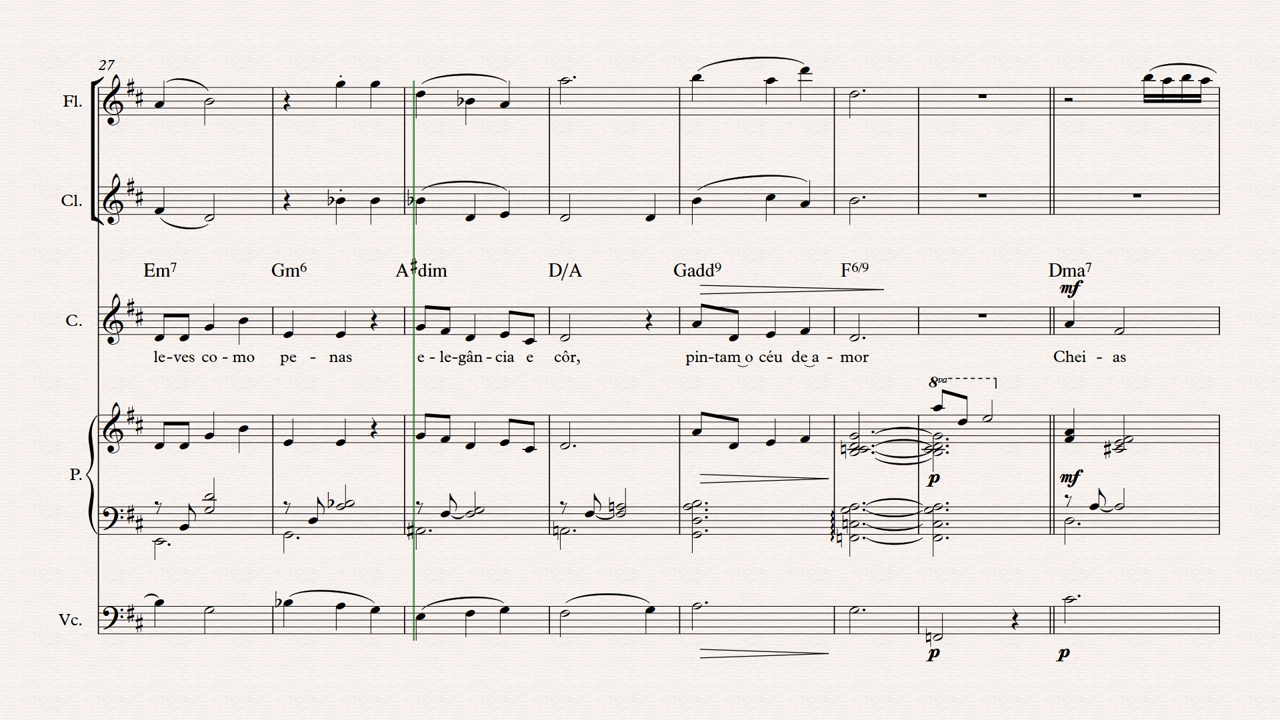 27
Fl.
Cl.
Em7 Gm6 A♯dim D/A Gadd9 F6/9 Dma7
mf
C.
le-ves co-mo pe - nas e-le-gân-cia e côr, pin-tam‿o céu de‿a - mor Chei - as
8va
P.
p mf
Vc.
p p